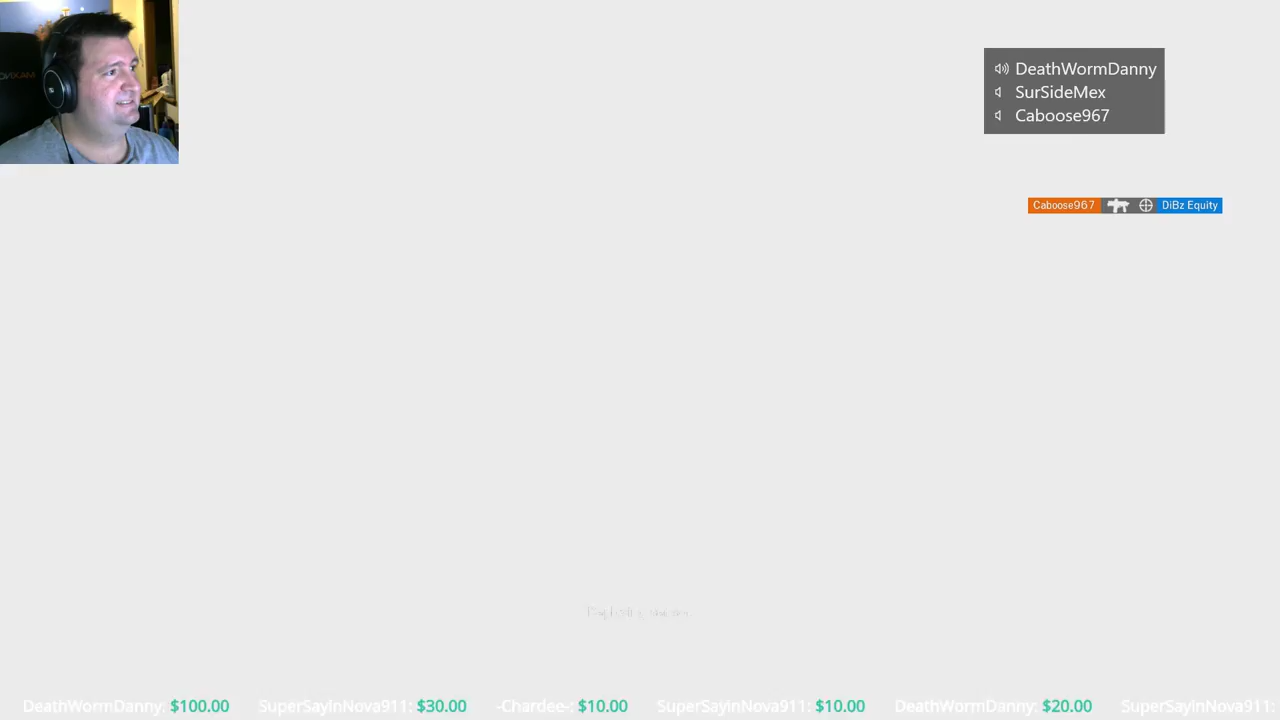 DeathWormDanny
SurSideMex
Caboose967
Caboose967 DiBz Equity
DeathWormDanny: $100.00 SuperSayinNova911: $30.00 -Chardee-: $10.00 SuperSayinNova911: $10.00 DeathWormDanny: $20.00 SuperSayinNova911: